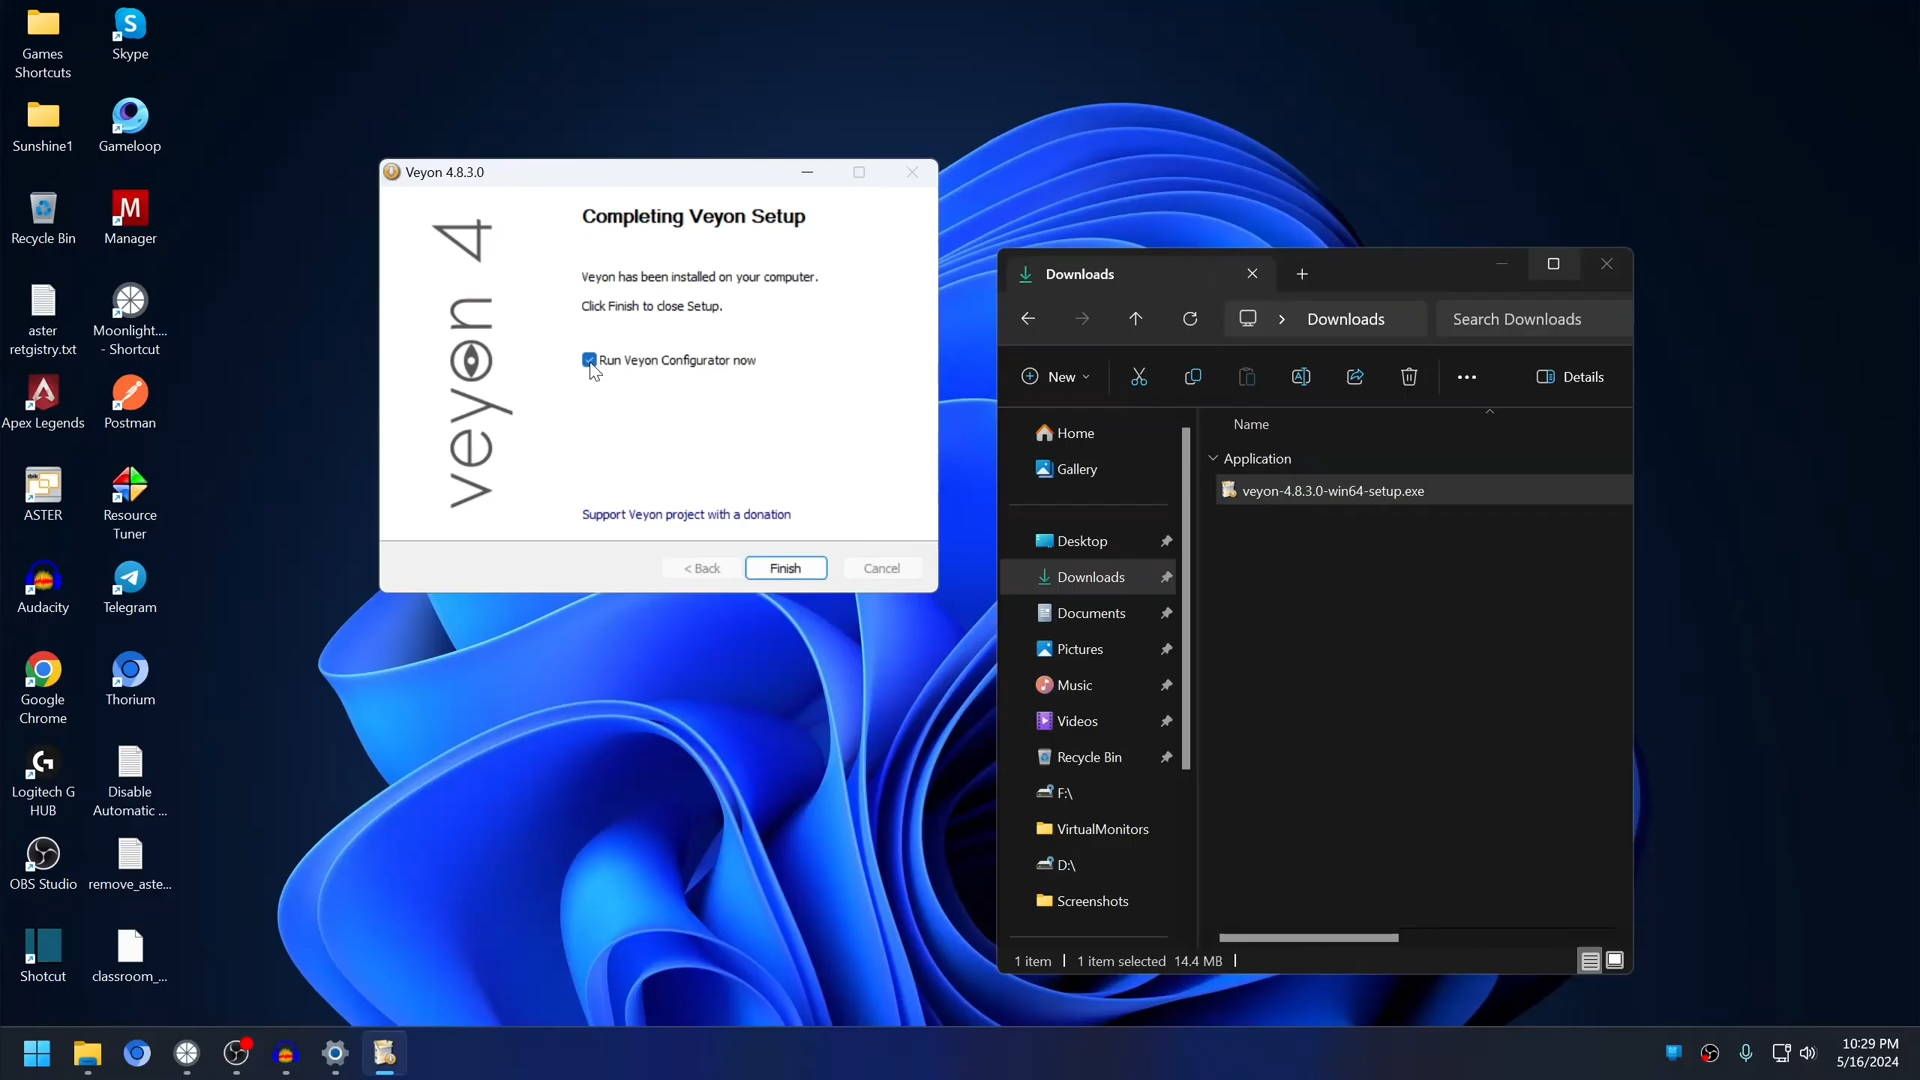 Games
Shortcuts
Skype
Sunshine1
Gameloop
Recycle Bin
M
Manager
aster
retgistry.txt
Moonlight....
- Shortcut
Apex Legends
Postman
ASTER
Resource
Tuner
Audacity
Telegram
Google
Chrome
Thorium
Logitech G
HUB
Disable
Automatic ...
OBS Studio
remove_aste...
Shotcut
classroom_...
Veyon 4.8.3.0
veyon 4
Completing Veyon Setup
Veyon has been installed on your computer.
Click Finish to close Setup.
Run Veyon Configurator now
Support Veyon project with a donation
< Back
Finish
Cancel
Downloads
Downloads
Search Downloads
New
Details
Home
Gallery
Desktop
Downloads
Documents
Pictures
Music
Videos
Recycle Bin
F:\
VirtualMonitors
D:\
Screenshots
Name
Application
veyon-4.8.3.0-win64-setup.exe
1 item
1 item selected 14.4 MB
10:29 PM
5/16/2024